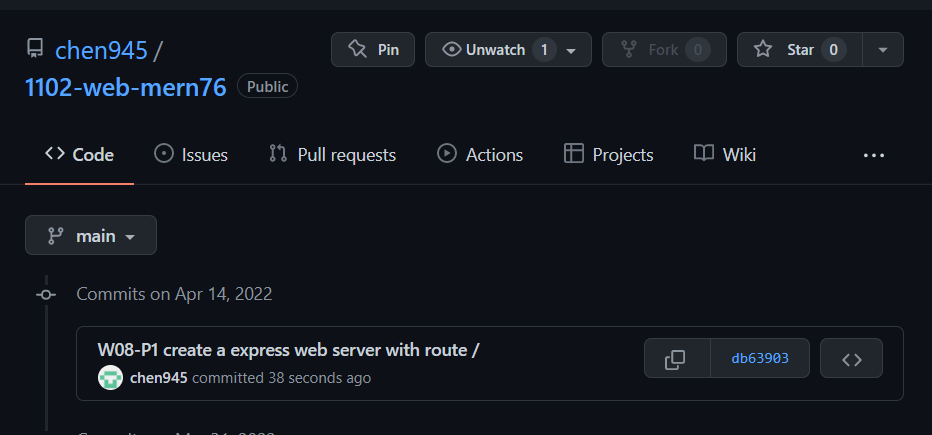 chen945 /
1102-web-mern76 Public
Pin
Unwatch 1
Fork 0
Star 0
Code
Issues
Pull requests
Actions
Projects
Wiki
main
Commits on Apr 14, 2022
W08-P1 create a express web server with route /
chen945 committed 38 seconds ago
db63903